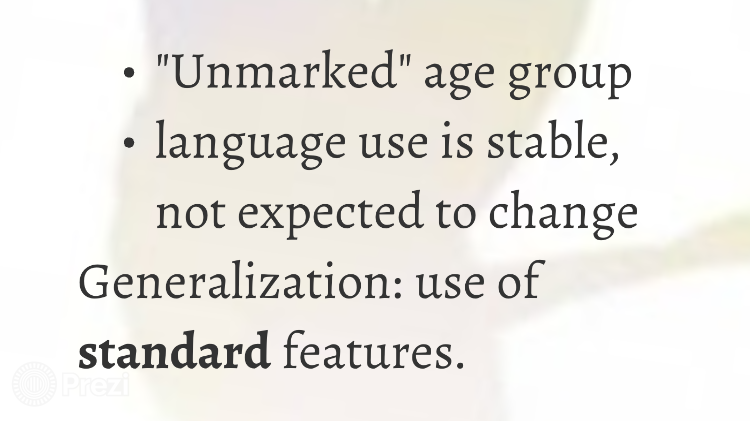 • "Unmarked" age group
• language use is stable,
not expected to change
Generalization: use of
standard features.
Prezi